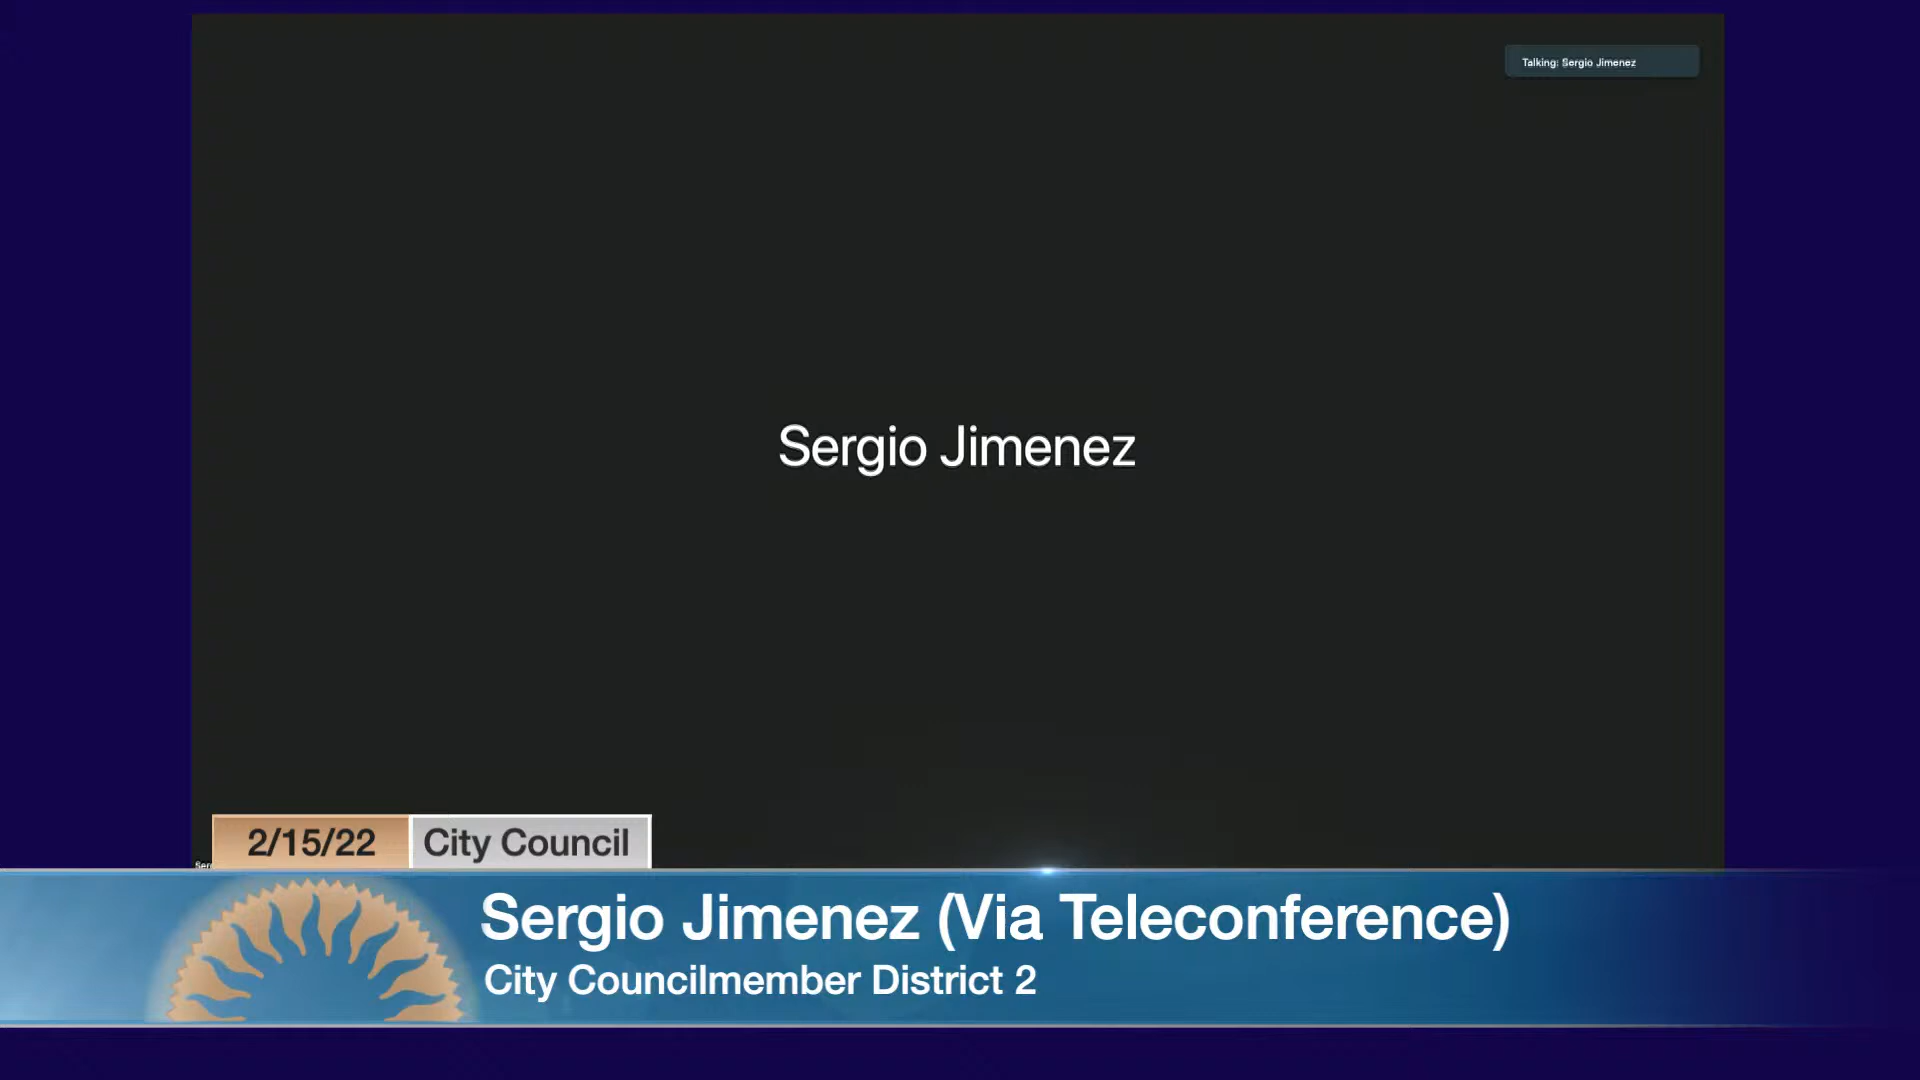 Talking: Sergio Jimenez
Sergio Jimenez
2/15/22 City Council
Sergio Jimenez (Via Teleconference)
City Councilmember District 2